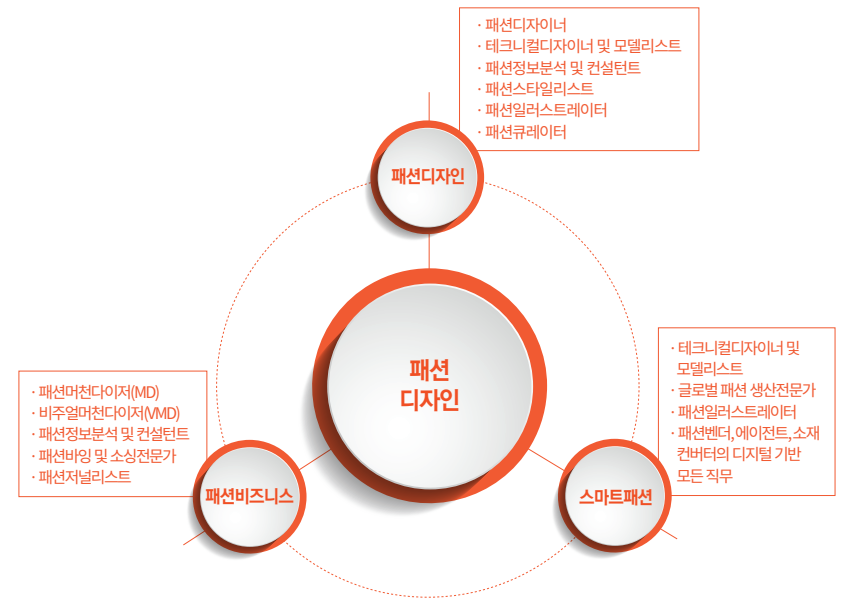 · 패션디자이너
· 테크니컬디자이너 및 모델리스트
· 패션정보분석 및 컨설턴트
· 패션스타일리스트
· 패션일러스트레이터
· 패션큐레이터
패션디자인
패션
디자인
· 패션머천다이저(MD)
· 비주얼머천다이저(VMD)
· 패션정보분석 및 컨설턴트
· 패션바잉 및 소싱전문가
· 패션저널리스트
패션비즈니스
· 테크니컬디자이너 및
모델리스트
· 글로벌 패션 생산전문가
· 패션일러스트레이터
· 패션벤더, 에이전트, 소재
컨버터의 디지털 기반
모든 직무
스마트패션